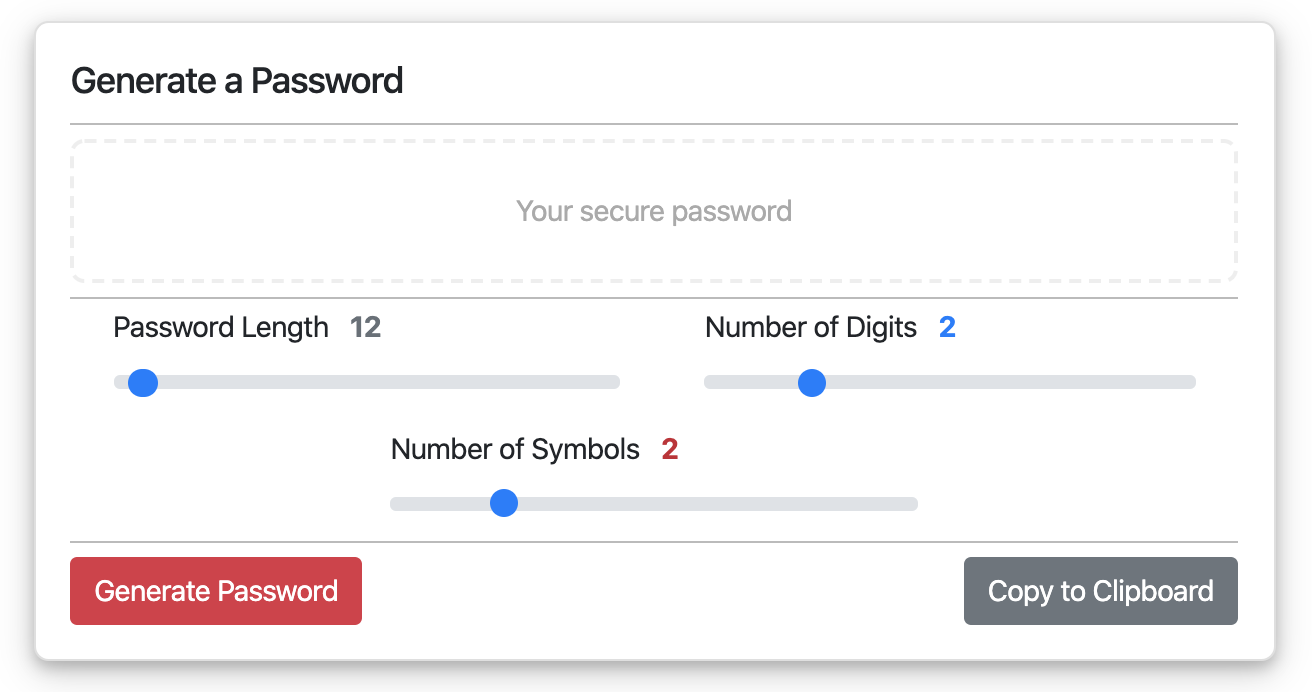 Generate a Password
Your secure password
Password Length 12
Number of Digits 2
Number of Symbols 2
Generate Password
Copy to Clipboard